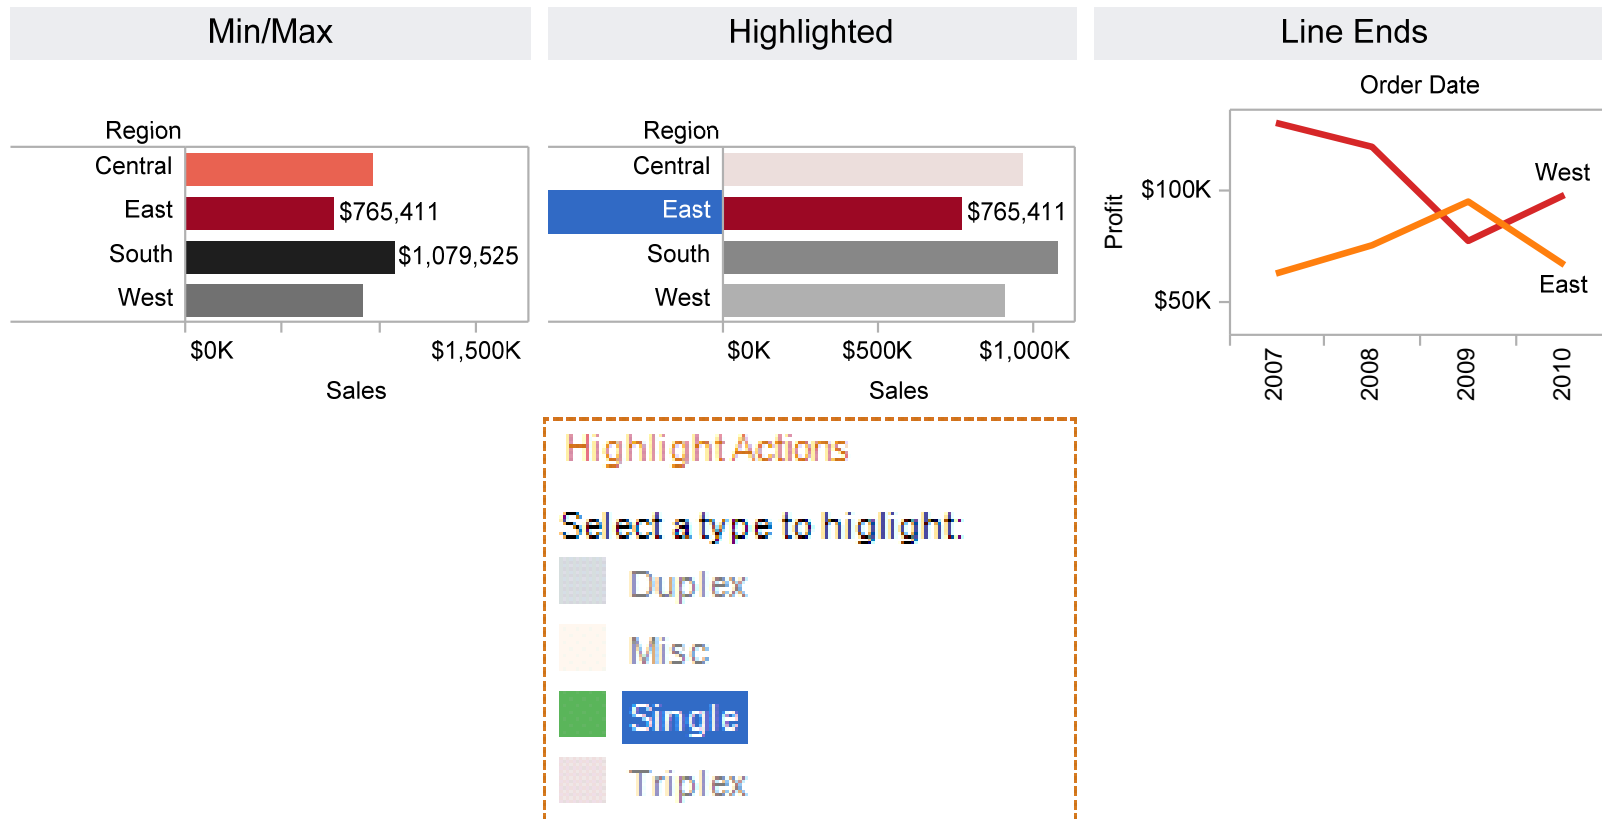 Min/Max
Region
Central
East $765,411
South $1,079,525
West
$0K $1,500K
Sales
Highlighted
Region
Central
East $765,411
South
West
$0K $500K $1,000K
Sales
Line Ends
Order Date
Profit
$100K
$50K
West
East
2007 2008 2009 2010
Highlight Actions
Select a type to higlight:
Duplex
Misc
Single
Triplex